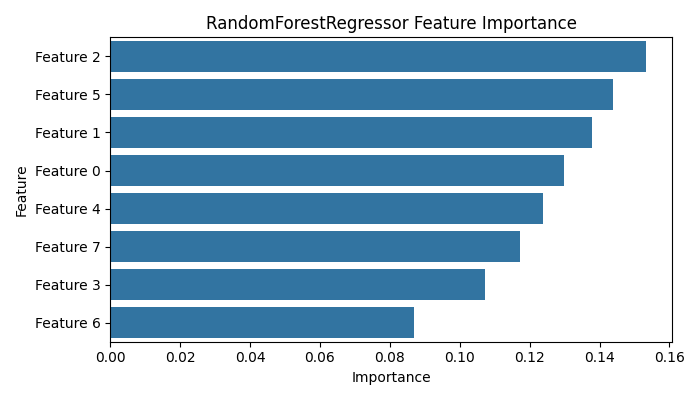 RandomForestRegressor Feature Importance
Feature
Feature 2
Feature 5
Feature 1
Feature 0
Feature 4
Feature 7
Feature 3
Feature 6
0.00 0.02 0.04 0.06 0.08 0.10 0.12 0.14 0.16
Importance